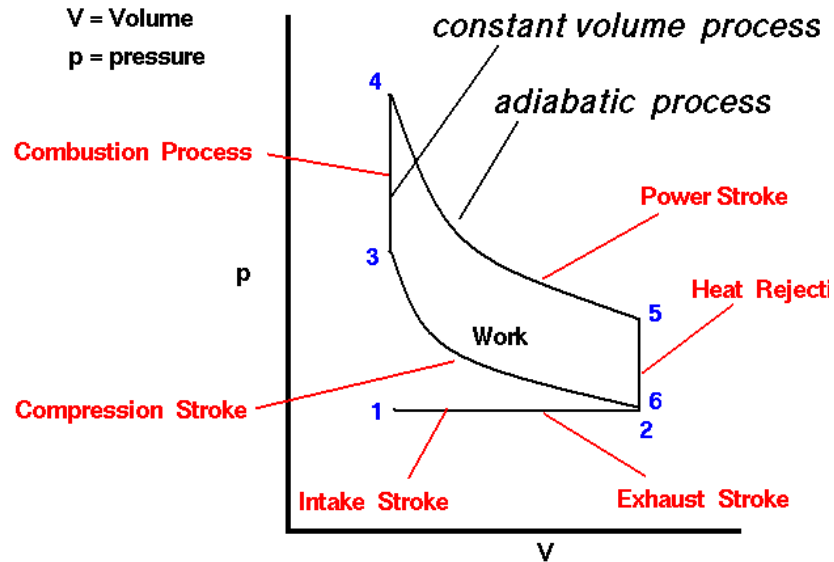 V = Volume
p = pressure
constant volume process
4
adiabatic process
Combustion Process
Power Stroke
3
p
Heat Rejecti
5
Work
6
Compression Stroke
1
2
Intake Stroke
Exhaust Stroke
V